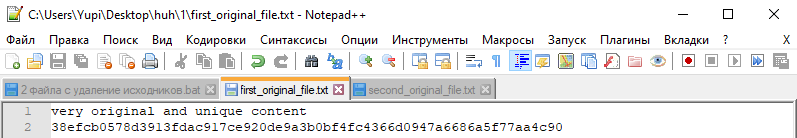 C:\Users\Yupi\Desktop\huh\1\first_original_file.txt - Notepad++
Файл Правка Поиск Вид Кодировки Синтаксисы Опции Инструменты Макросы Запуск Плагины Вкладки ? X
2 файла с удаление исходников.bat first_original_file.txt second_original_file.txt
1 very original and unique content
2 38efcb0578d3913fdac917ce920de9a3b0bf4fc4366d0947a6686a5f77aa4c90